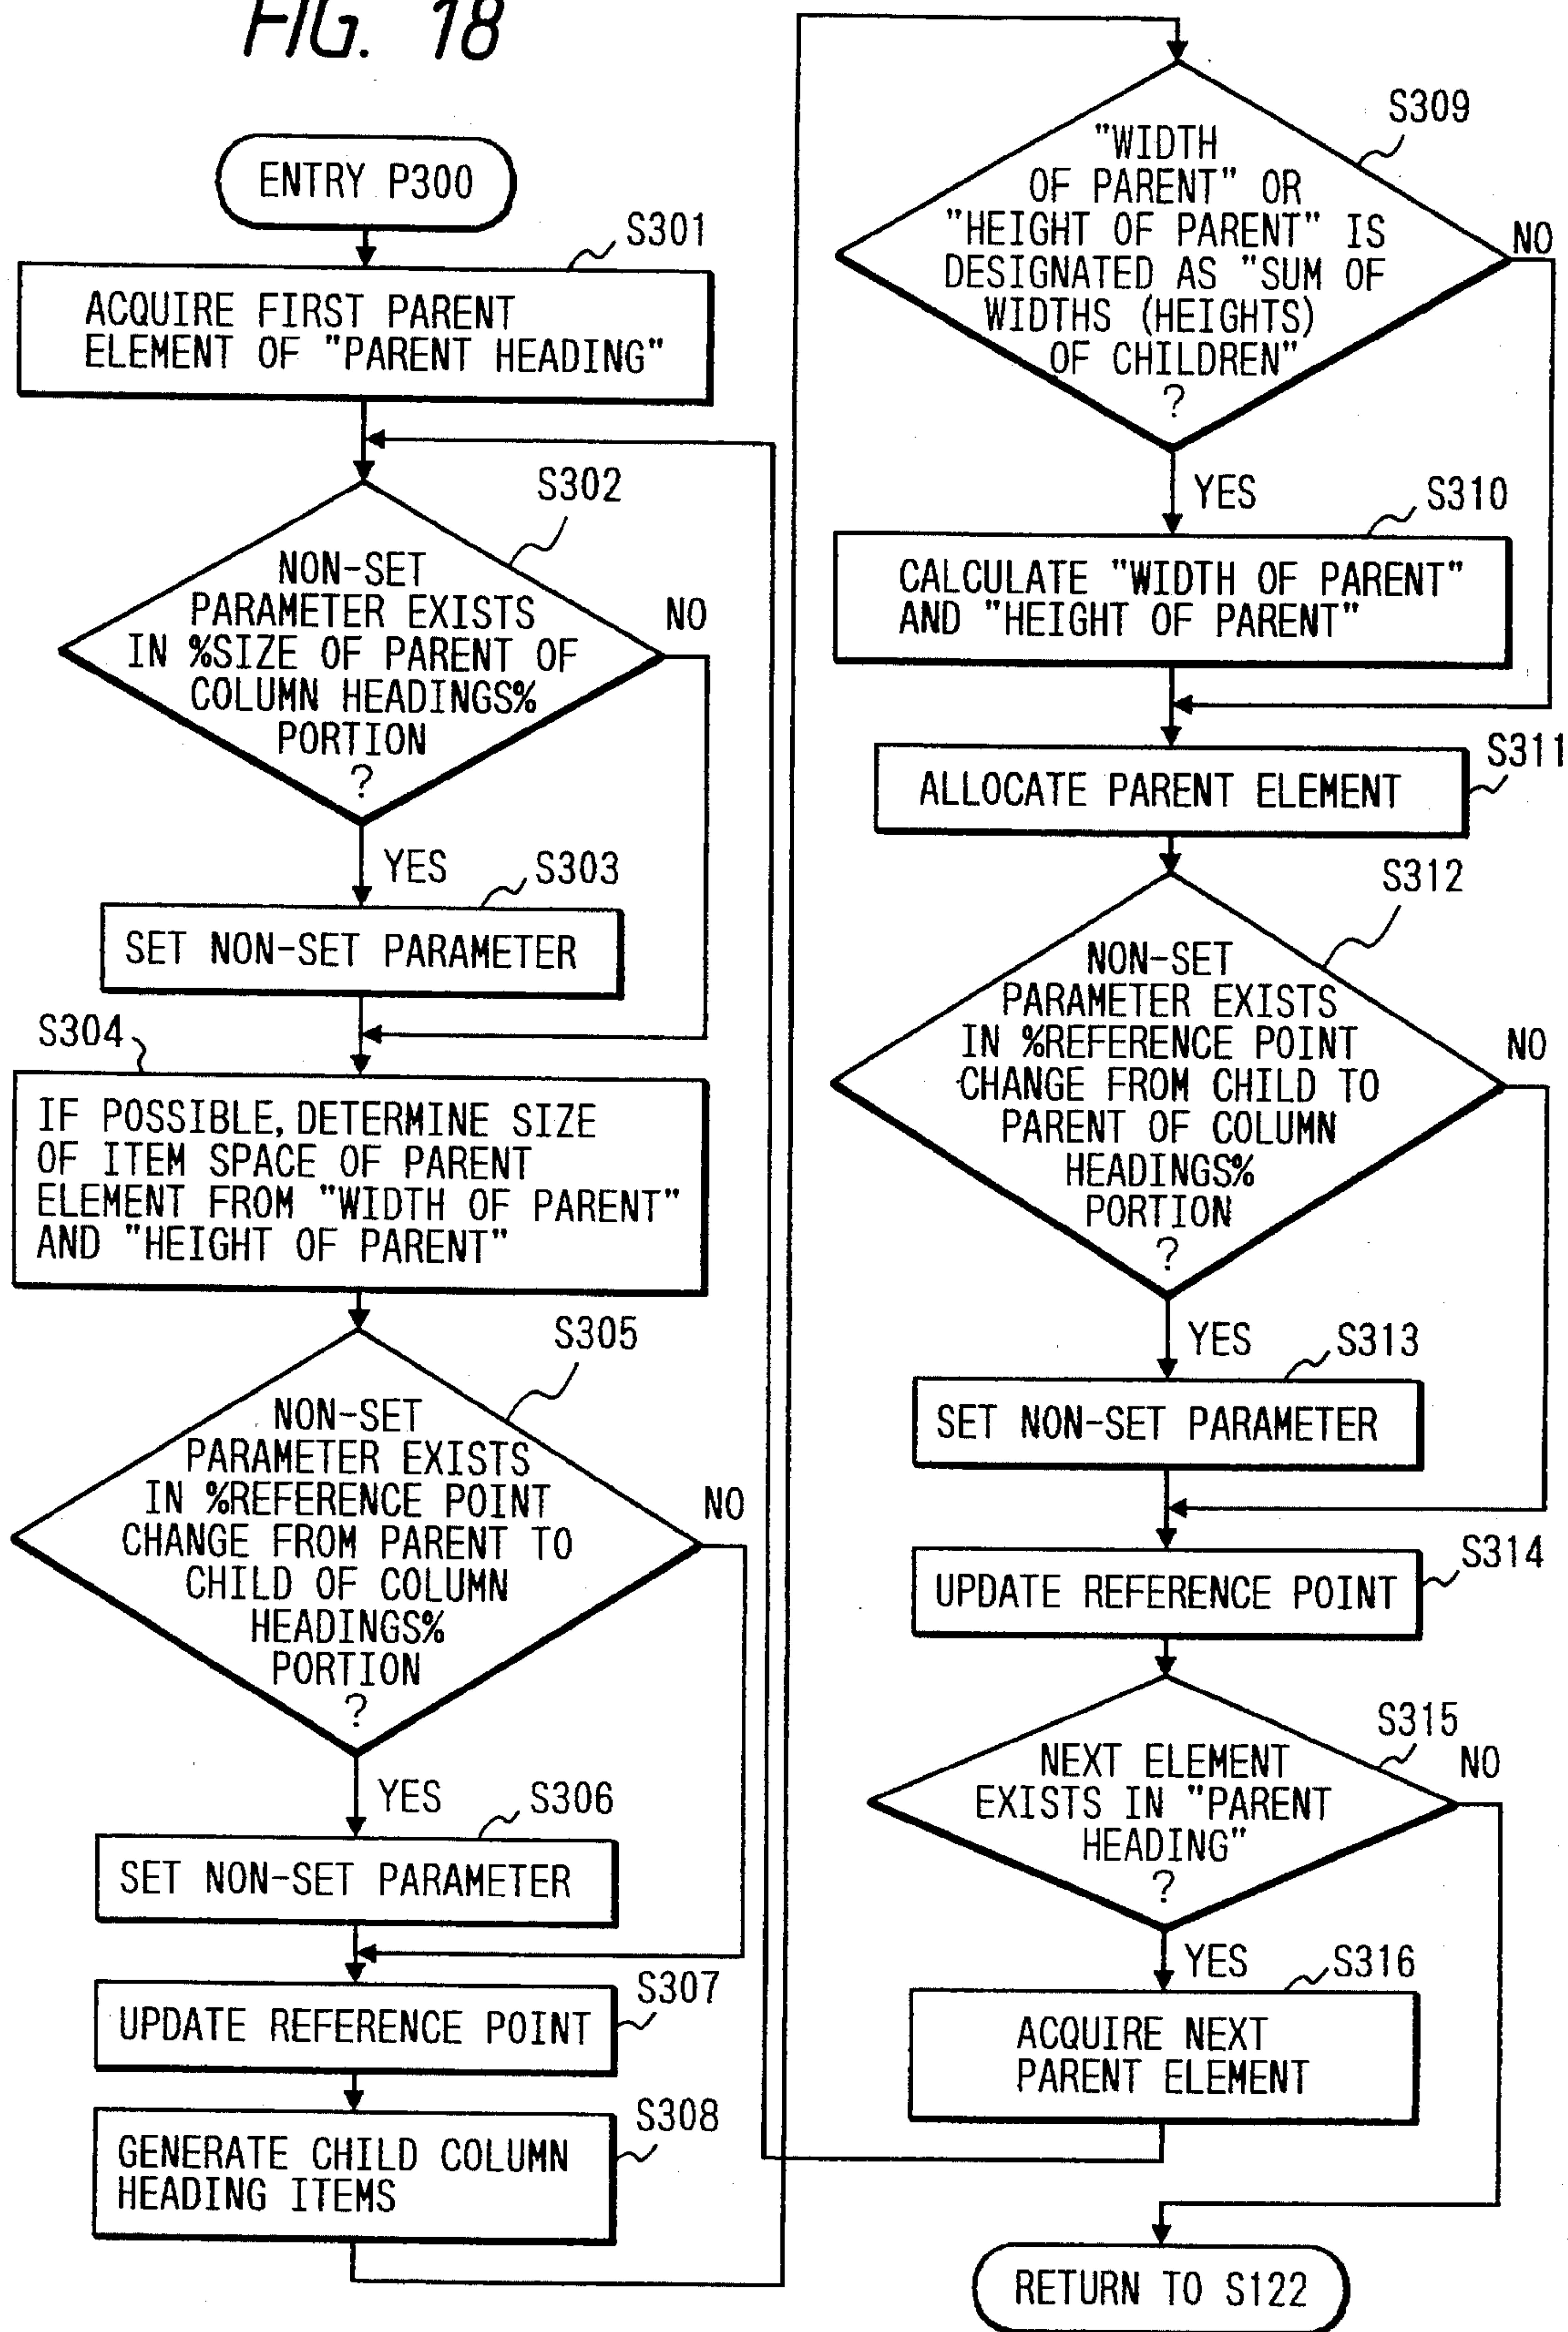 FIG. 18
ENTRY P300
S301
ACQUIRE FIRST PARENT
ELEMENT OF "PARENT HEADING"
S302
NON-SET
PARAMETER EXISTS
IN %SIZE OF PARENT OF
COLUMN HEADINGS%
PORTION
?
NO
YES
S303
SET NON-SET PARAMETER
S304
IF POSSIBLE, DETERMINE SIZE
OF ITEM SPACE OF PARENT
ELEMENT FROM "WIDTH OF PARENT"
AND "HEIGHT OF PARENT"
S305
NON-SET
PARAMETER EXISTS
IN %REFERENCE POINT
CHANGE FROM PARENT TO
CHILD OF COLUMN
HEADINGS%
PORTION
?
NO
YES
S306
SET NON-SET PARAMETER
S307
UPDATE REFERENCE POINT
S308
GENERATE CHILD COLUMN
HEADING ITEMS
S309
"WIDTH
OF PARENT" OR
"HEIGHT OF PARENT" IS
DESIGNATED AS "SUM OF
WIDTHS (HEIGHTS)
OF CHILDREN"
?
NO
YES
S310
CALCULATE "WIDTH OF PARENT"
AND "HEIGHT OF PARENT"
S311
ALLOCATE PARENT ELEMENT
S312
NON-SET
PARAMETER EXISTS
IN %REFERENCE POINT
CHANGE FROM CHILD TO
PARENT OF COLUMN
HEADINGS%
PORTION
?
NO
YES
S313
SET NON-SET PARAMETER
S314
UPDATE REFERENCE POINT
S315
NEXT ELEMENT
EXISTS IN "PARENT
HEADING"
?
NO
YES
S316
ACQUIRE NEXT
PARENT ELEMENT
RETURN TO S122